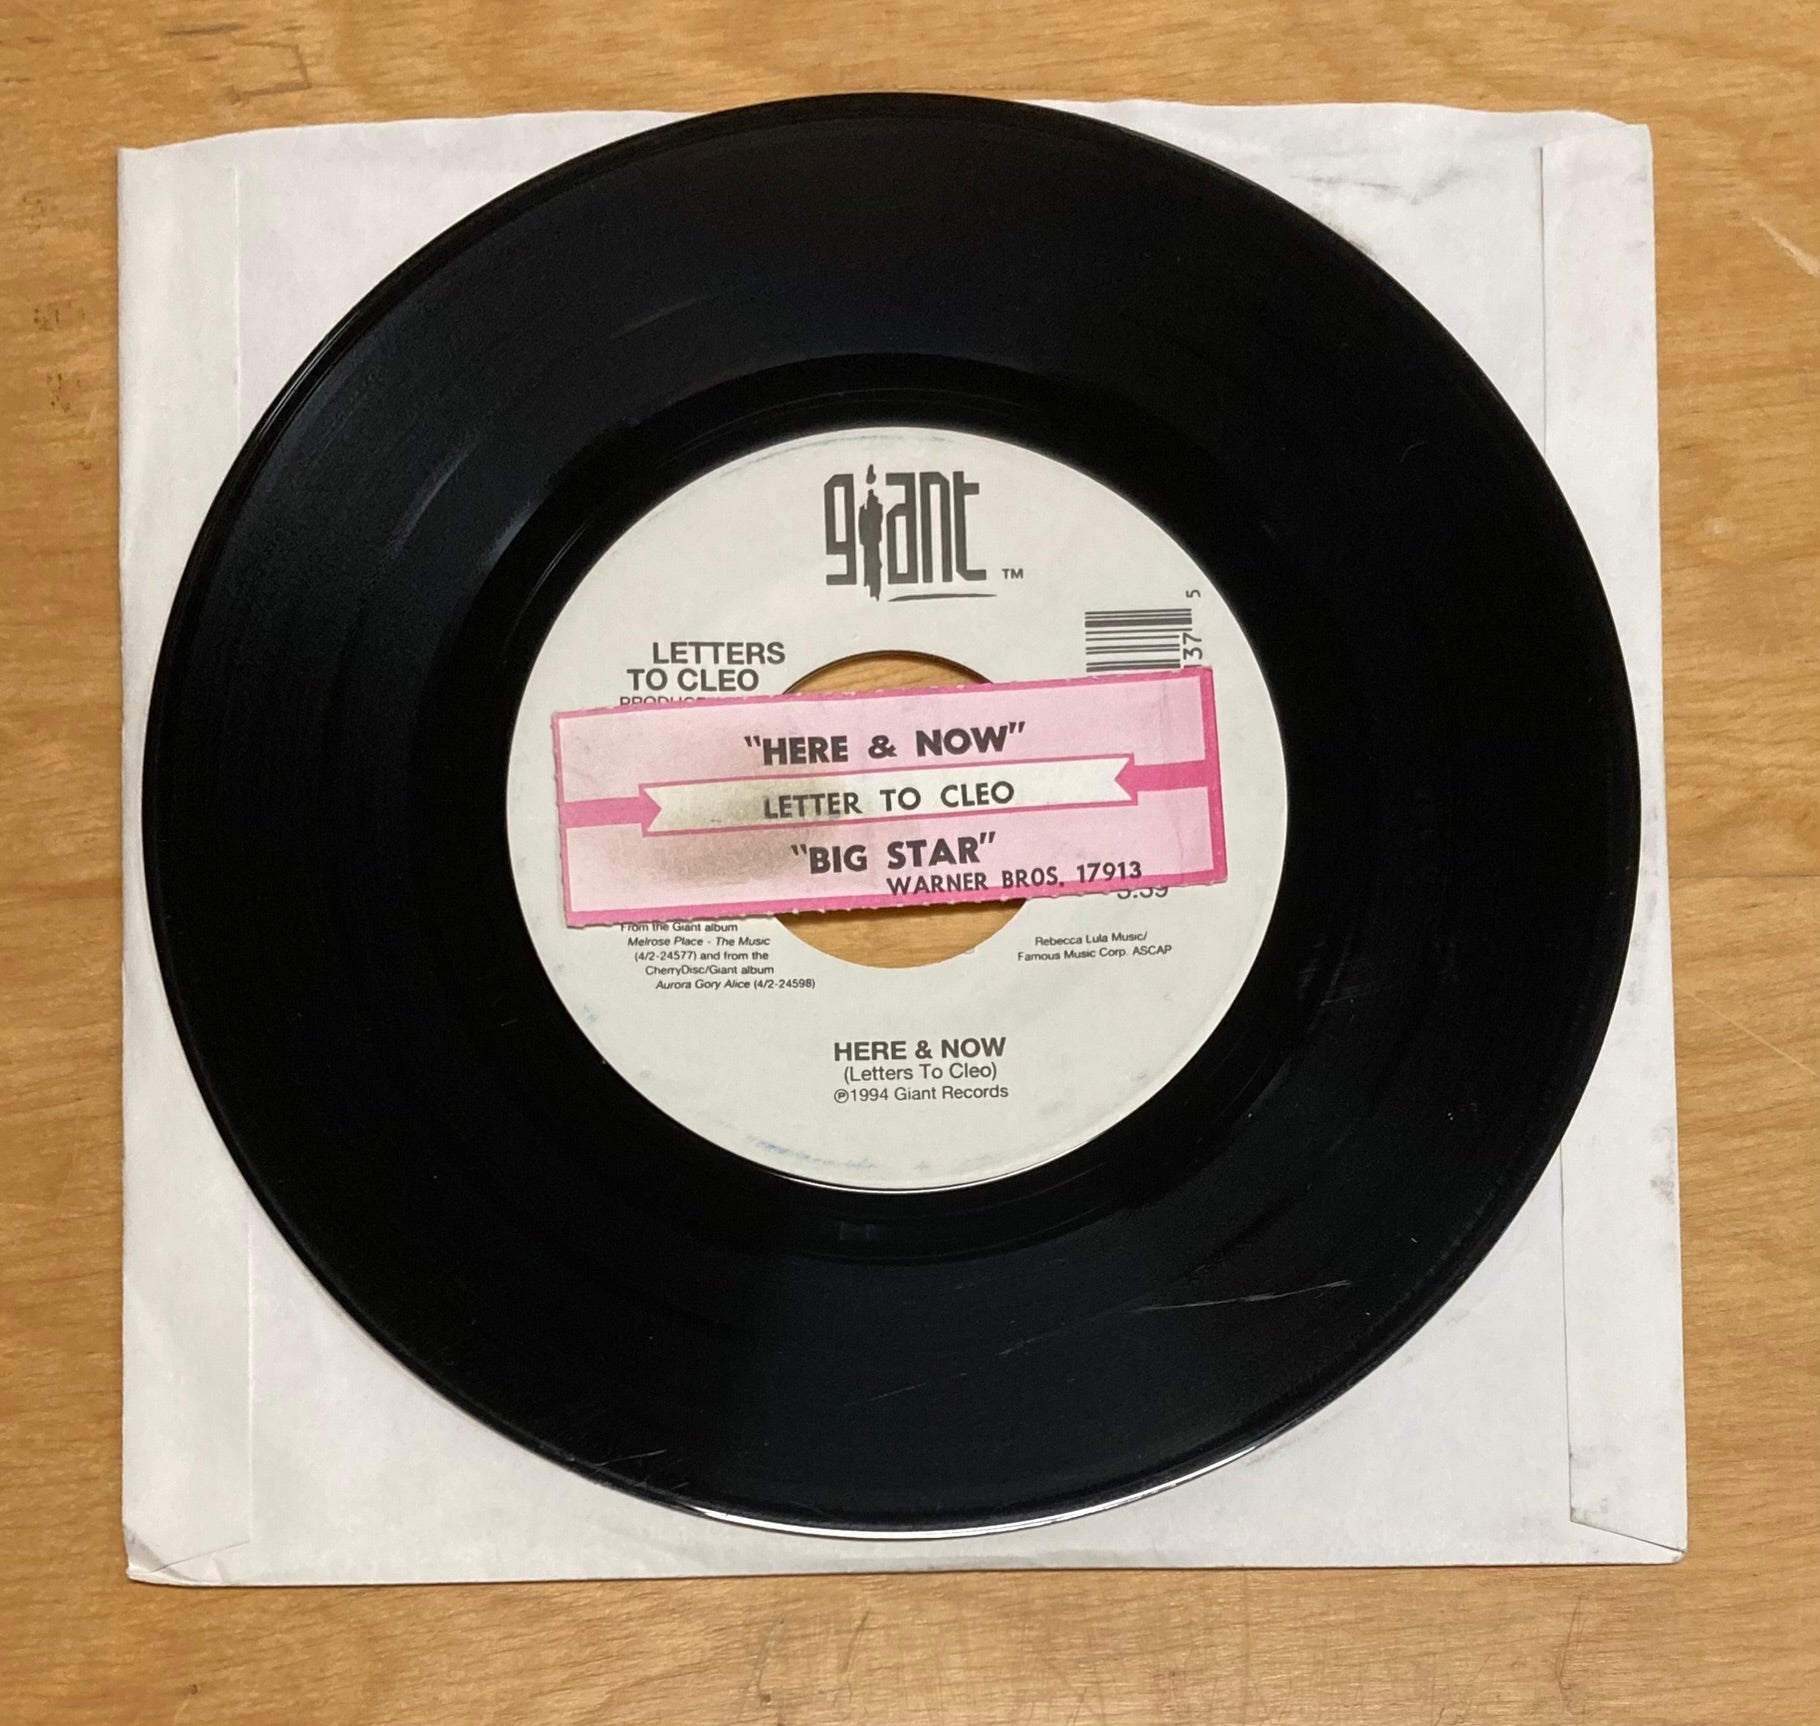 giant TM
5
37
LETTERS
TO CLEO
"HERE & NOW"
LETTER TO CLEO
"BIG STAR"
WARNER BROS. 17913
From the Giant album
Melrose Place - The Music
(4/2-24577) and from the
CherryDisc/Giant album
Aurora Gory Alice (4/2-24598)
Rebecca Lula Music/
Famous Music Corp. ASCAP
HERE & NOW
(Letters To Cleo)
℗1994 Giant Records